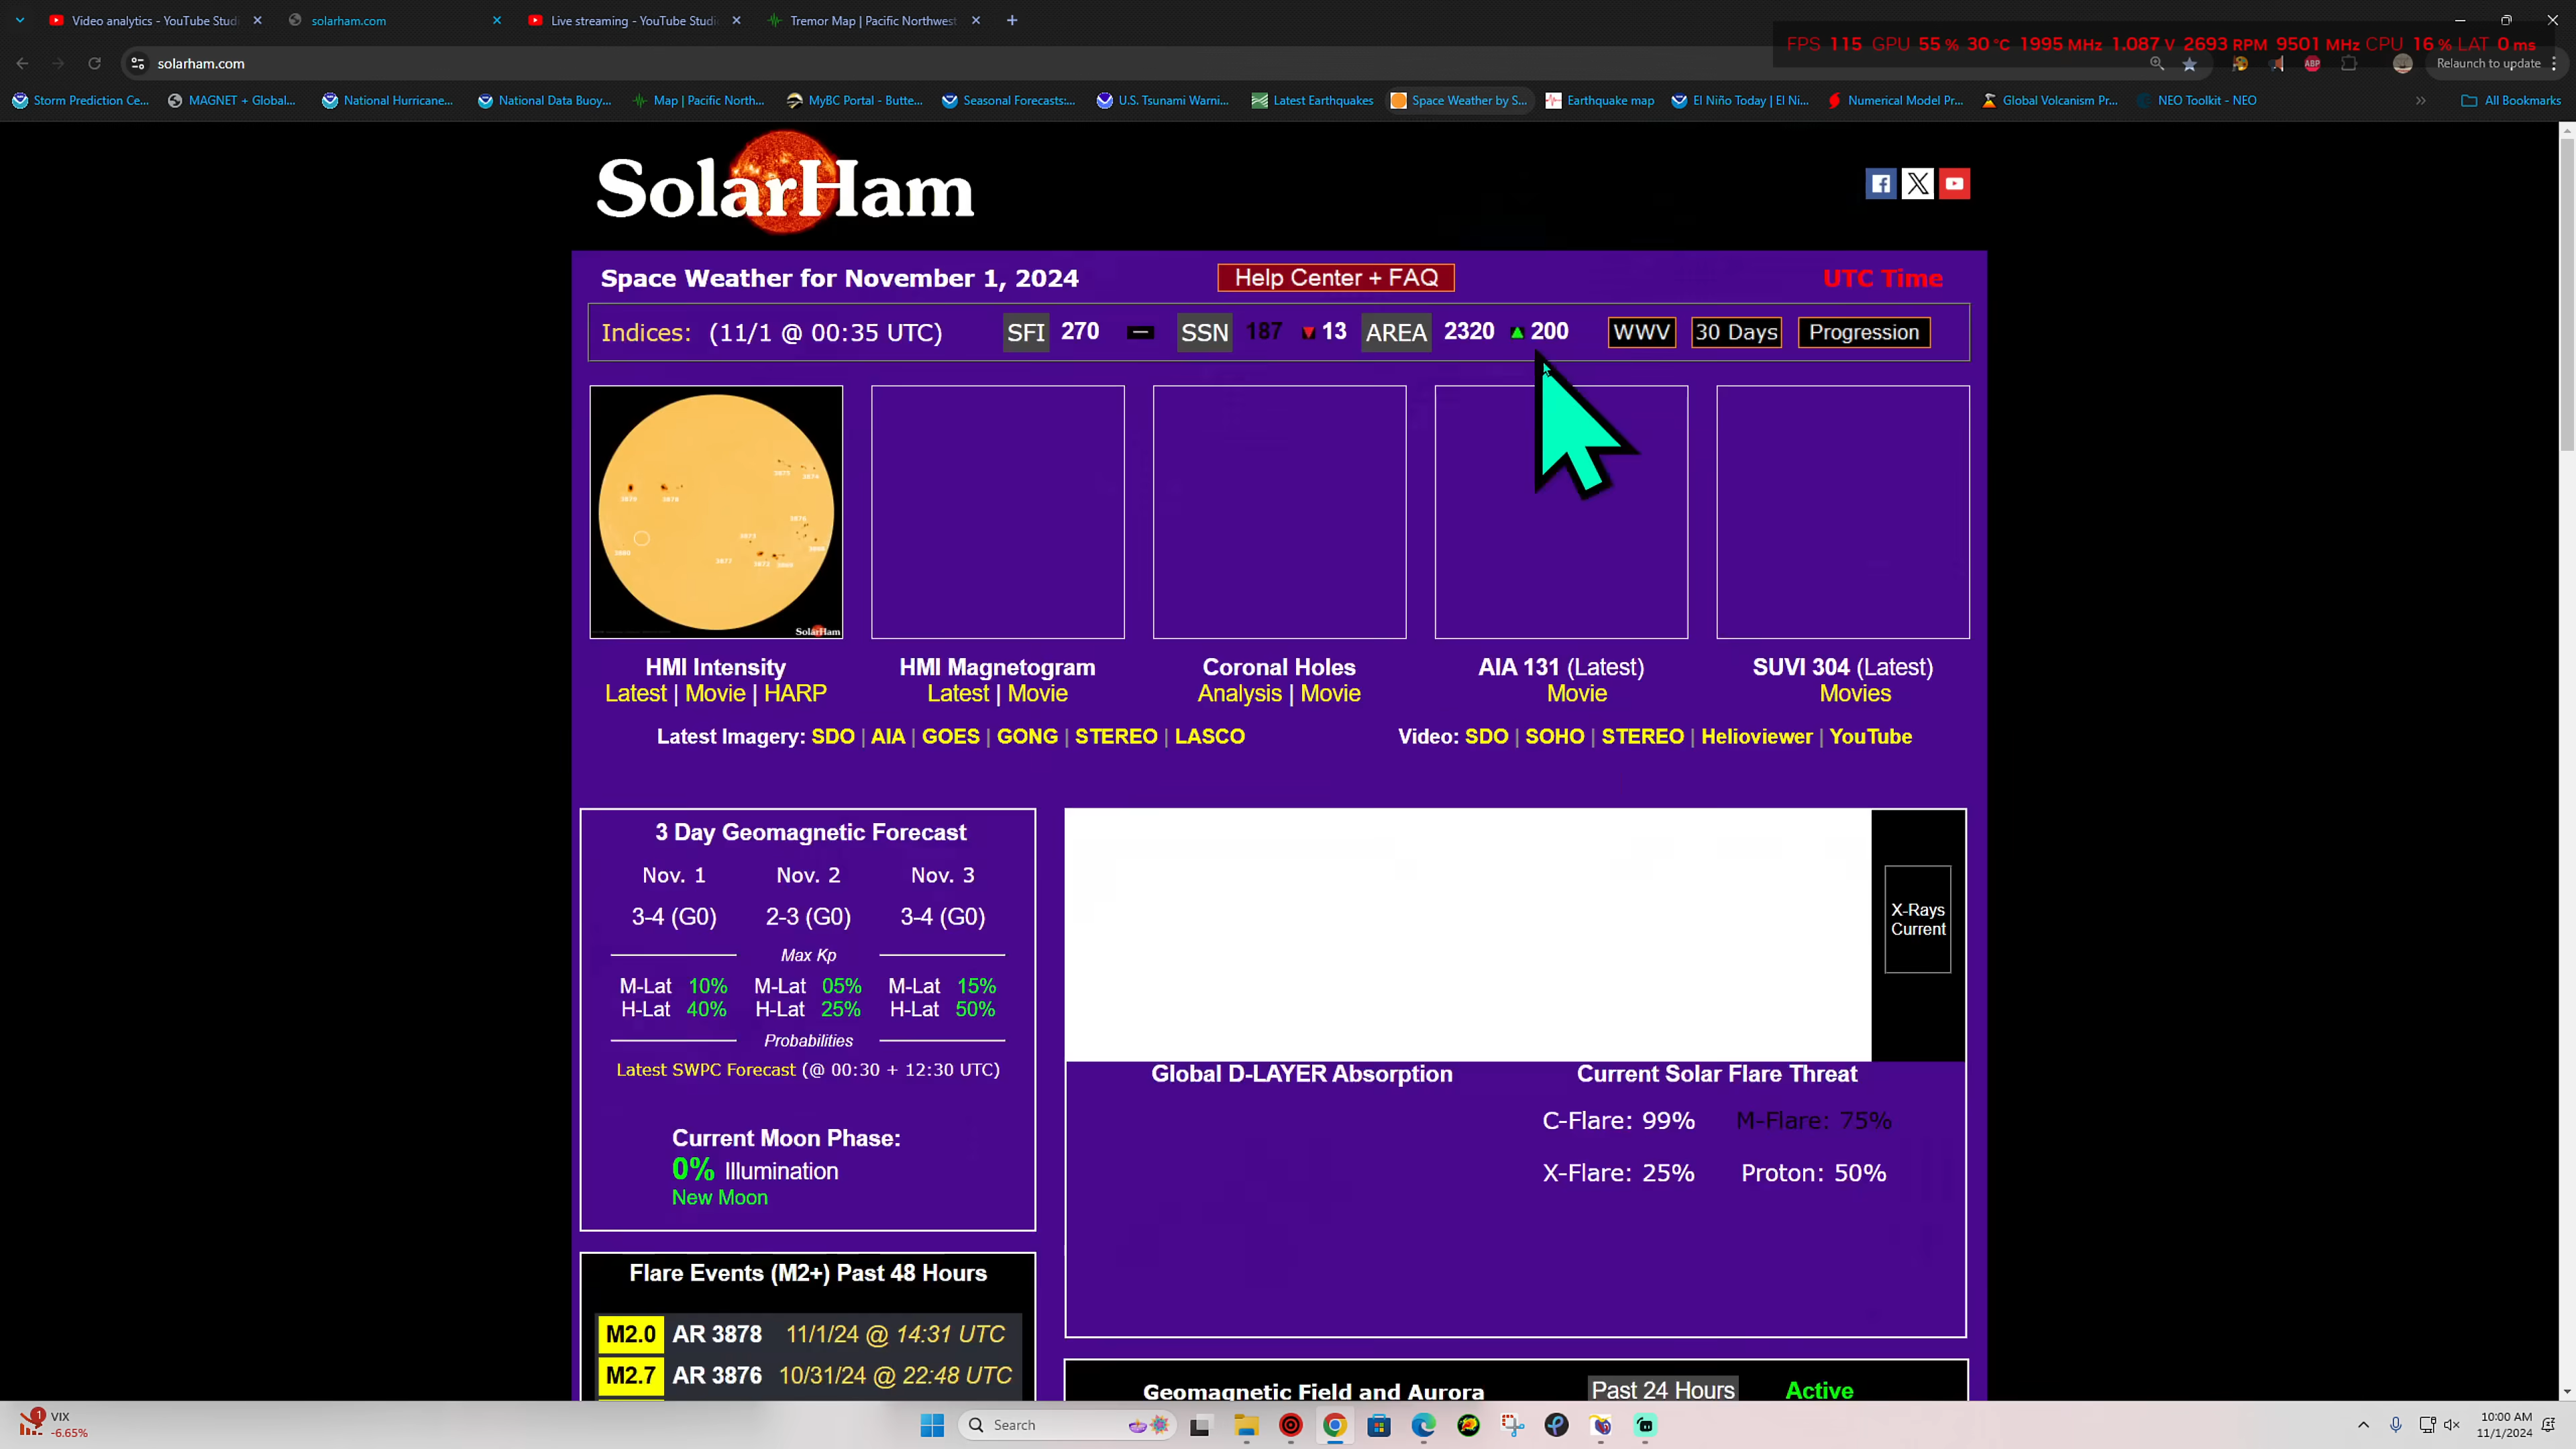 Video analytics - YouTube Studi
solarham.com
Live streaming - YouTube Studio
Tremor Map | Pacific Northwest
FPS 115 GPU 55 % 30 °C 1995 MHz 1.087 V 2693 RPM 9501 MHz CPU 16 % LAT 0 ms
solarham.com
ABP
Relaunch to update
Storm Prediction Ce...
MAGNET + Global...
National Hurricane...
National Data Buoy...
Map | Pacific North...
MyBC Portal - Butte...
Seasonal Forecasts:...
U.S. Tsunami Warni...
Latest Earthquakes
Space Weather by S...
Earthquake map
El Niño Today | El Ni...
Numerical Model Pr...
Global Volcanism Pr...
NEO Toolkit - NEO
All Bookmarks
SolarHam
Space Weather for November 1, 2024
Help Center + FAQ
UTC Time
Indices: (11/1 @ 00:35 UTC) SFI 270 SSN 187 13 AREA 2320 200 WWV 30 Days Progression
SolarHam
HMI Intensity
Latest | Movie | HARP
HMI Magnetogram
Latest | Movie
Coronal Holes
Analysis | Movie
AIA 131 (Latest)
Movie
SUVI 304 (Latest)
Movies
Latest Imagery: SDO | AIA | GOES | GONG | STEREO | LASCO
Video: SDO | SOHO | STEREO | Helioviewer | YouTube
3 Day Geomagnetic Forecast
Nov. 1 Nov. 2 Nov. 3
3-4 (G0) 2-3 (G0) 3-4 (G0)
Max Kp
M-Lat 10% M-Lat 05% M-Lat 15%
H-Lat 40% H-Lat 25% H-Lat 50%
Probabilities
Latest SWPC Forecast (@ 00:30 + 12:30 UTC)
Current Moon Phase:
0% Illumination
New Moon
X-Rays
Current
Global D-LAYER Absorption
Current Solar Flare Threat
C-Flare: 99% M-Flare: 75%
X-Flare: 25% Proton: 50%
Flare Events (M2+) Past 48 Hours
M2.0 AR 3878 11/1/24 @ 14:31 UTC
M2.7 AR 3876 10/31/24 @ 22:48 UTC
Geomagnetic Field and Aurora
Past 24 Hours
Active
1
VIX
-6.65%
Search
10:00 AM
11/1/2024